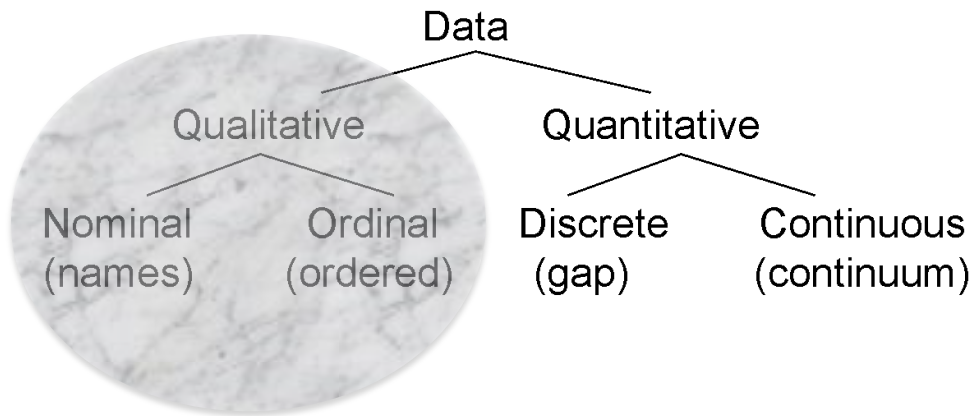 Data
Qualitative Quantitative
Nominal Ordinal Discrete Continuous
(names) (ordered) (gap) (continuum)